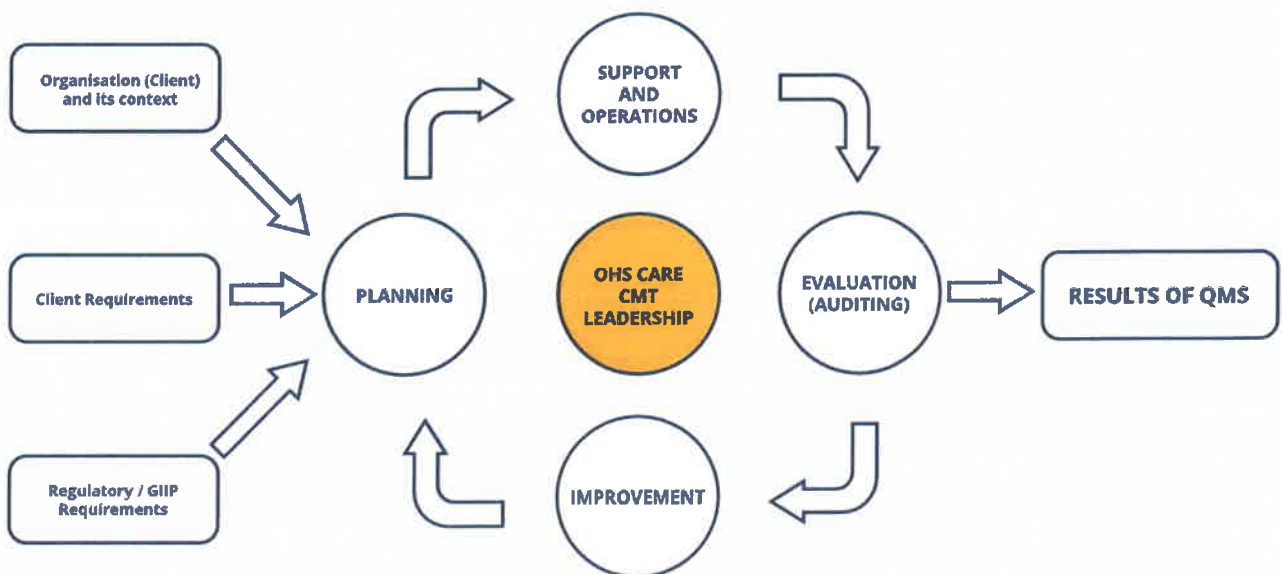 Organisation (Client)
and its context
Client Requirements
Regulatory / GIIP
Requirements
PLANNING
SUPPORT
AND
OPERATIONS
OHS CARE
CMT
LEADERSHIP
IMPROVEMENT
EVALUATION
(AUDITING)
RESULTS OF QMS